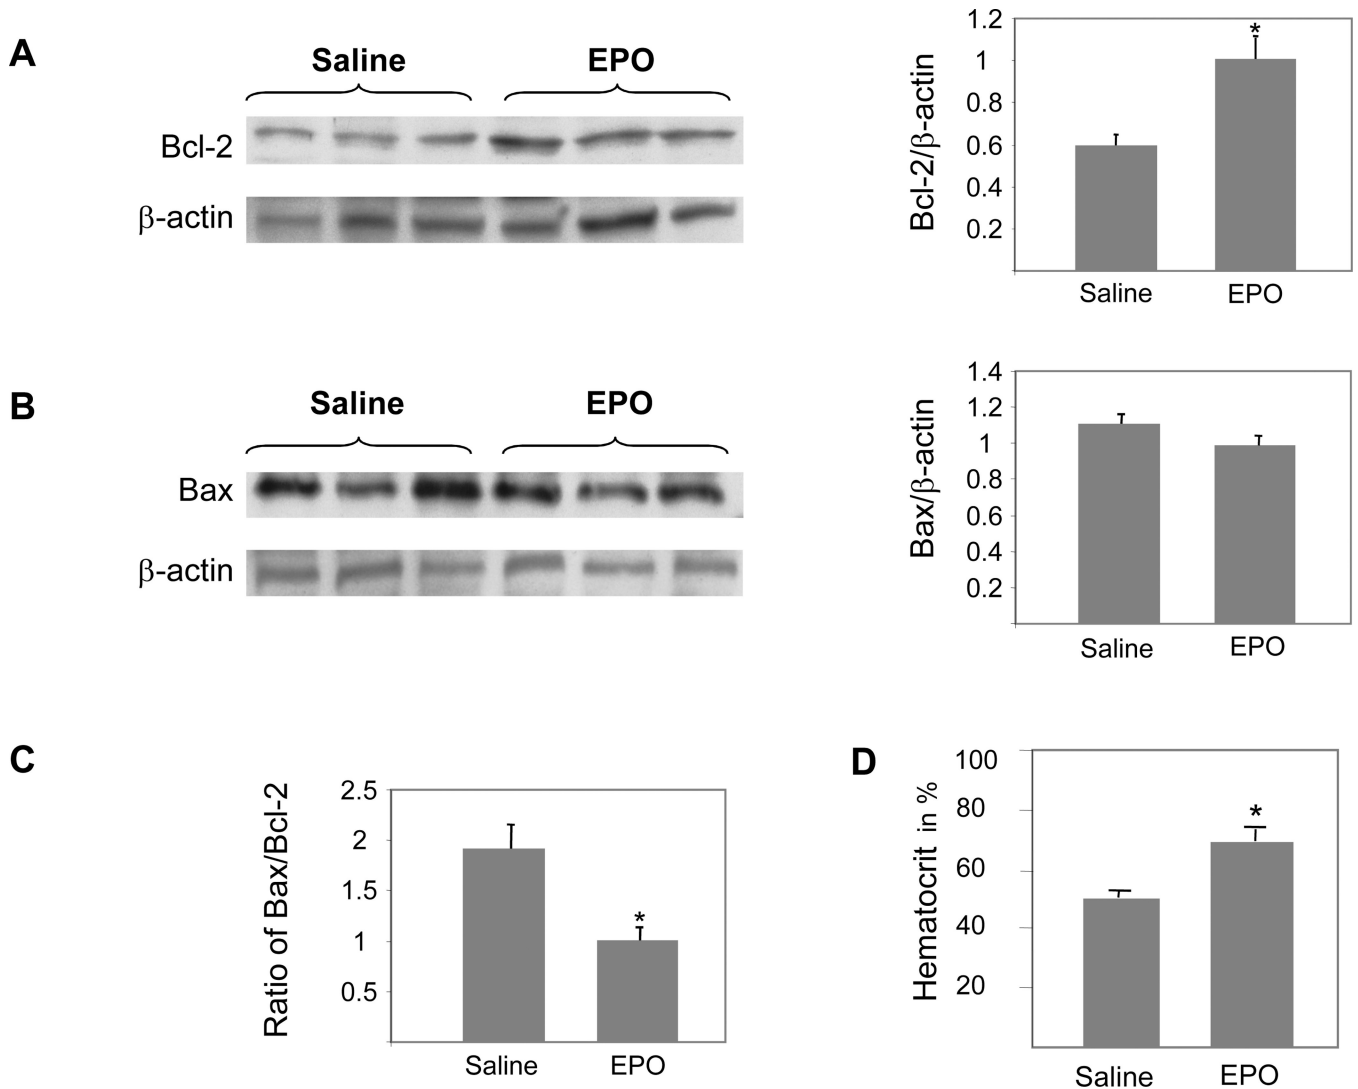 A
Saline EPO
Bcl-2
β-actin
Bcl-2/β-actin
1.2
1
0.8
0.6
0.4
0.2
*
Saline EPO
B
Saline EPO
Bax
β-actin
Bax/β-actin
1.4
1.2
1
0.8
0.6
0.4
0.2
Saline EPO
C
Ratio of Bax/Bcl-2
2.5
2
1.5
1
0.5
*
Saline EPO
D
Hematocrit in %
100
80
60
40
20
*
Saline EPO